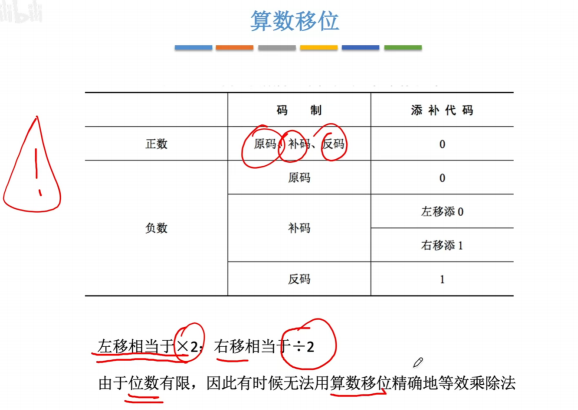 算数移位
码 制 添 补 代 码
正数 原码、补码、反码 0
负数 原码 0
补码 左移添 0
右移添 1
反码 1
左移相当于×2；右移相当于÷2
由于位数有限，因此有时候无法用算数移位精确地等效乘除法